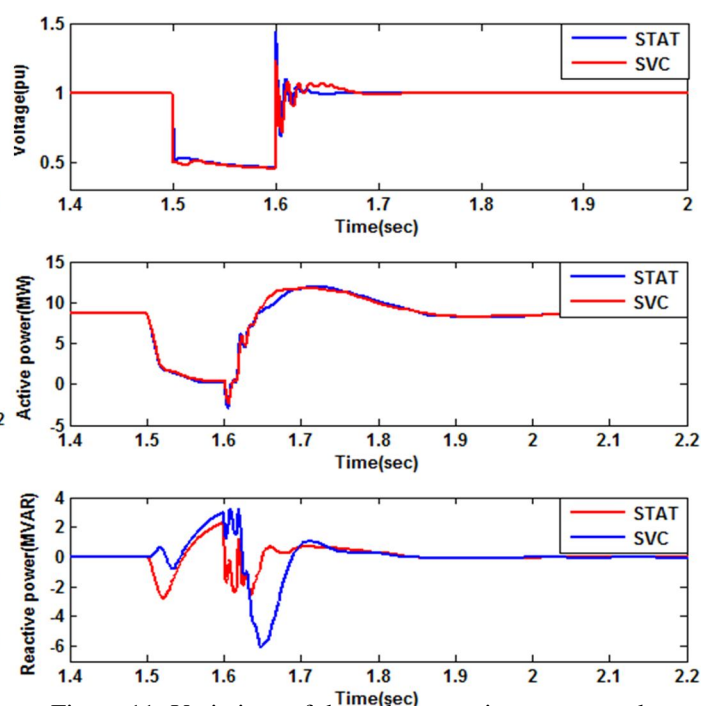 1.5
1
0.5
Voltage(pu)
STAT
SVC
1.4 1.5 1.6 1.7 1.8 1.9 2
Time(sec)
15
10
5
0
-5
Active power(MW)
STAT
SVC
2
1.4 1.5 1.6 1.7 1.8 1.9 2 2.1 2.2
Time(sec)
4
2
0
-2
-4
-6
Reactive power(MVAR)
STAT
SVC
1.4 1.5 1.6 1.7 1.8 1.9 2 2.1 2.2
Time(sec)